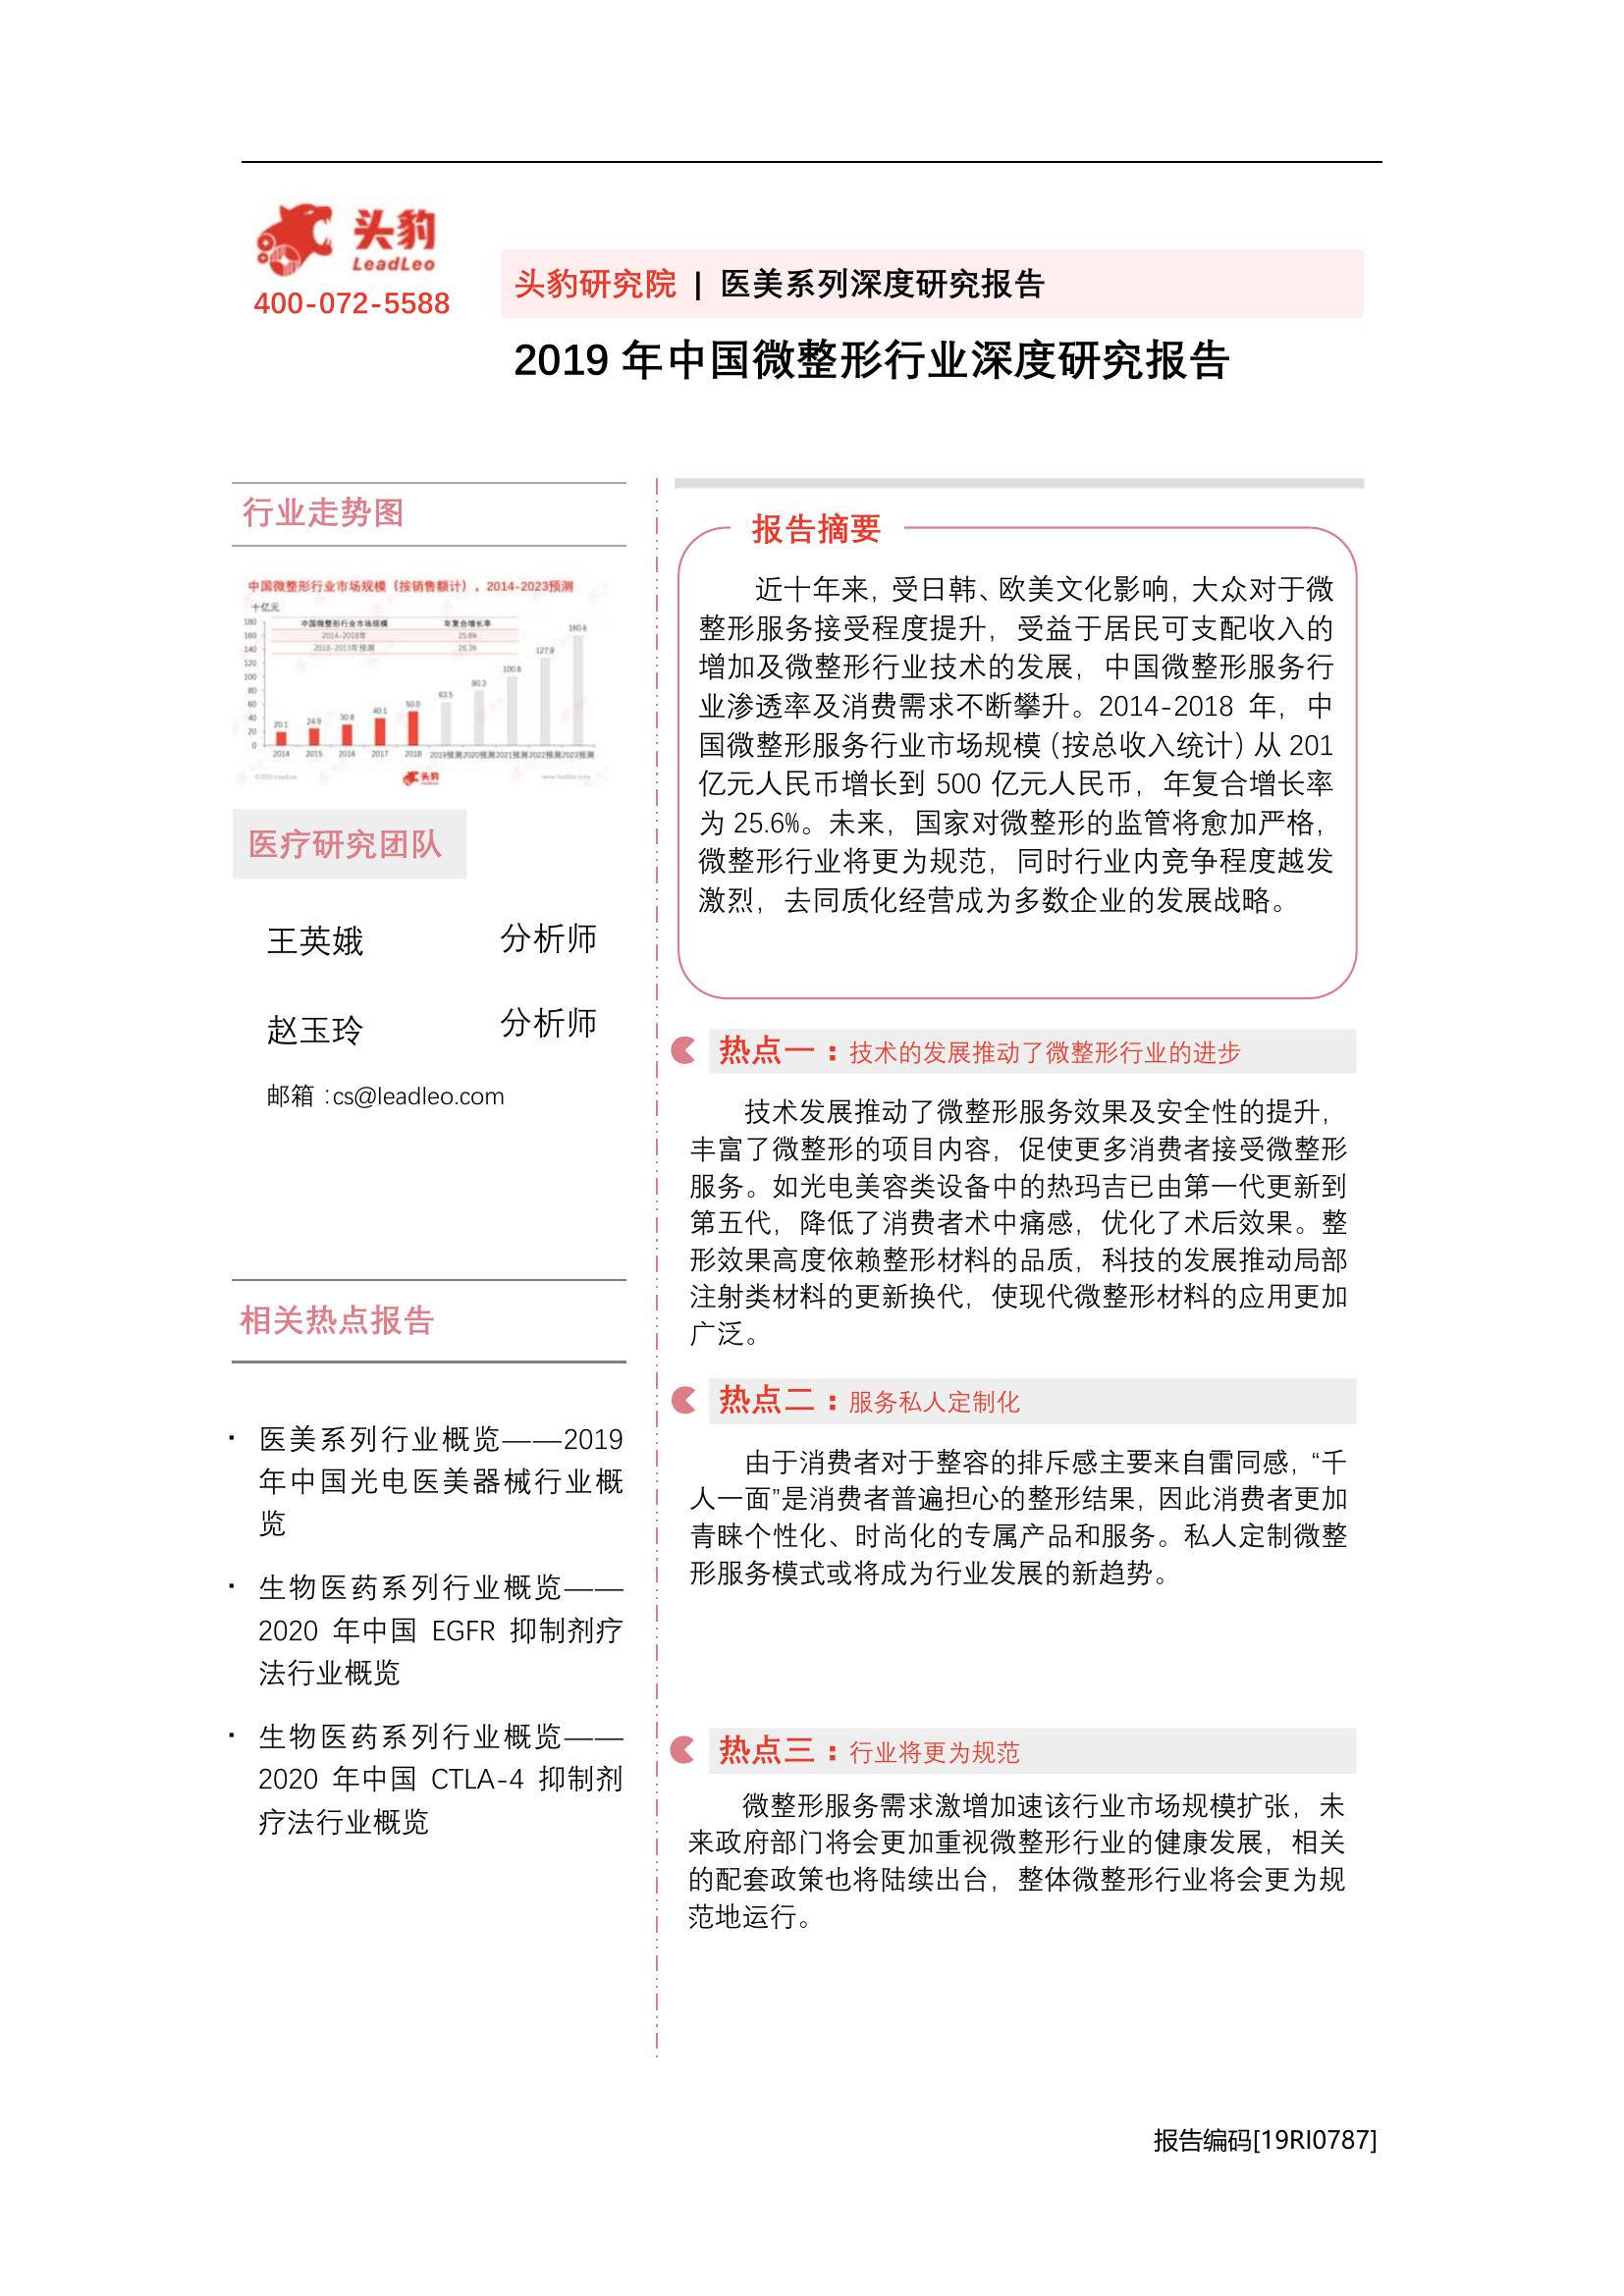 头豹
LeadLeo
400-072-5588
头豹研究院 | 医美系列深度研究报告
2019 年中国微整形行业深度研究报告
行业走势图
中国微整形行业市场规模（按销售额计），2014-2023预测
十亿元
中国微整形行业市场规模 年复合增长率
2014-2018年 25.6%
2018-2013年预测 26.3%
180
160
140
120
100
80
60
40
20
0
20.1 24.9 30.8 40.1 50.0 63.5 80.3 100.8 127.9 160.6
2014 2015 2016 2017 2018 2019预测 2020预测 2021预测 2022预测 2023预测
头豹
www.leadleo.com
医疗研究团队
王英娥 分析师
赵玉玲 分析师
邮箱 :cs@leadleo.com
相关热点报告
· 医美系列行业概览——2019
年中国光电医美器械行业概
览
· 生物医药系列行业概览——
2020 年中国 EGFR 抑制剂疗
法行业概览
· 生物医药系列行业概览——
2020 年中国 CTLA-4 抑制剂
疗法行业概览
报告摘要
近十年来，受日韩、欧美文化影响，大众对于微
整形服务接受程度提升，受益于居民可支配收入的
增加及微整形行业技术的发展，中国微整形服务行
业渗透率及消费需求不断攀升。2014-2018 年，中
国微整形服务行业市场规模（按总收入统计）从 201
亿元人民币增长到 500 亿元人民币，年复合增长率
为 25.6%。未来，国家对微整形的监管将愈加严格，
微整形行业将更为规范，同时行业内竞争程度越发
激烈，去同质化经营成为多数企业的发展战略。
热点一：技术的发展推动了微整形行业的进步
技术发展推动了微整形服务效果及安全性的提升，
丰富了微整形的项目内容，促使更多消费者接受微整形
服务。如光电美容类设备中的热玛吉已由第一代更新到
第五代，降低了消费者术中痛感，优化了术后效果。整
形效果高度依赖整形材料的品质，科技的发展推动局部
注射类材料的更新换代，使现代微整形材料的应用更加
广泛。
热点二：服务私人定制化
由于消费者对于整容的排斥感主要来自雷同感，“千
人一面”是消费者普遍担心的整形结果，因此消费者更加
青睐个性化、时尚化的专属产品和服务。私人定制微整
形服务模式或将成为行业发展的新趋势。
热点三：行业将更为规范
微整形服务需求激增加速该行业市场规模扩张，未
来政府部门将会更加重视微整形行业的健康发展，相关
的配套政策也将陆续出台，整体微整形行业将会更为规
范地运行。
报告编码[19RI0787]